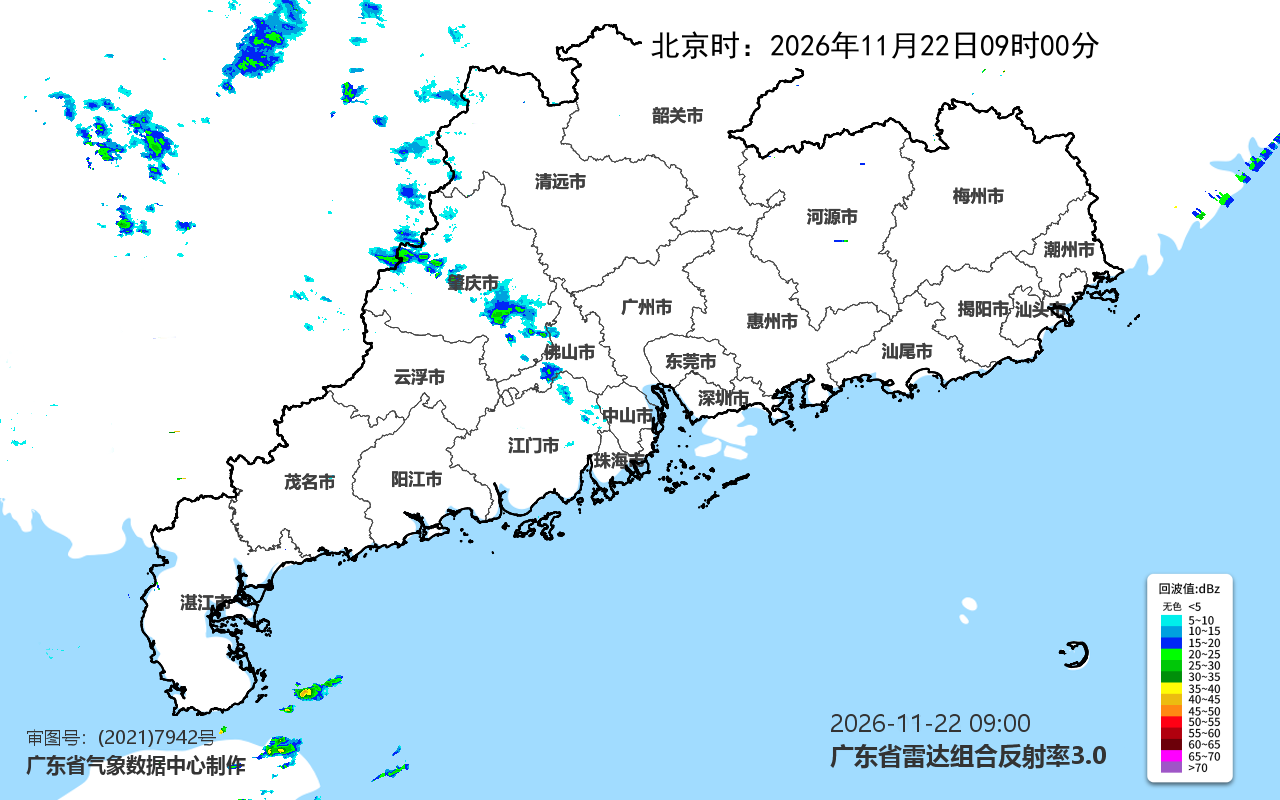 北京时：2026年11月22日09时00分
韶关市
清远市
梅州市
河源市
潮州市
肇庆市
广州市
揭阳市
汕头市
惠州市
佛山市
汕尾市
东莞市
云浮市
深圳市
中山市
江门市
珠海市
阳江市
茂名市
湛江市
回波值:dBz
无色 <5
5~10
10~15
15~20
20~25
25~30
30~35
35~40
40~45
45~50
50~55
55~60
60~65
65~70
>70
2026-11-22 09:00
广东省雷达组合反射率3.0
审图号：(2021)7942号
广东省气象数据中心制作